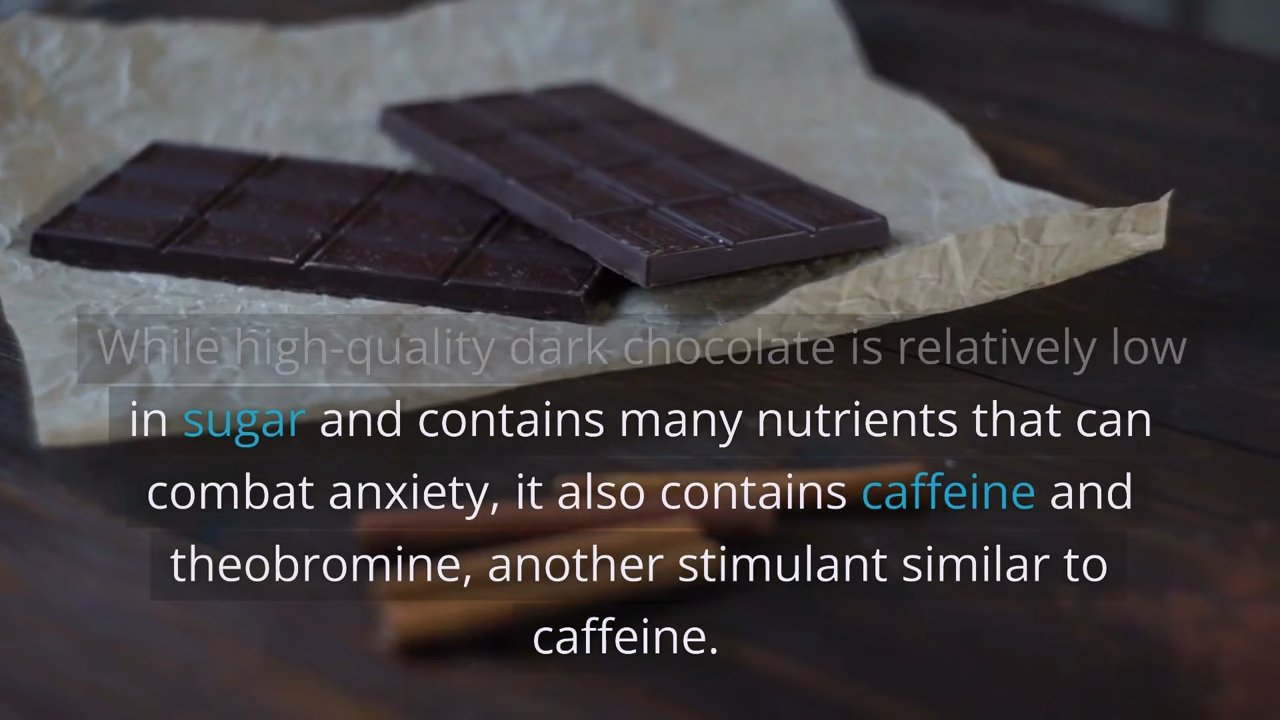 While high-quality dark chocolate is relatively low
in sugar and contains many nutrients that can
combat anxiety, it also contains caffeine and
theobromine, another stimulant similar to
caffeine.